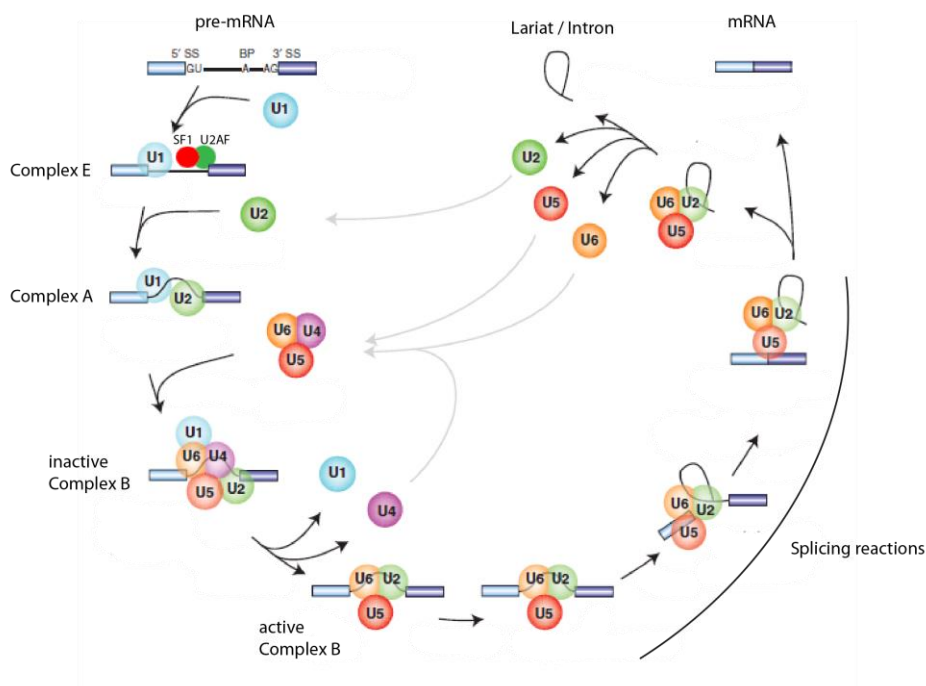 pre-mRNA
5' SS BP 3' SS
GU A AG
U1
SF1 U2AF
U1
Complex E
U2
U1
Complex A
U2
U6 U4
U5
U1
U6 U4
inactive
Complex B
U5 U2
U1
U4
U6 U2
U5
active
Complex B
U6 U2
U5
U6 U2
U5
Splicing reactions
U6 U2
U5
U6 U2
U5
Lariat / Intron
U2
U5
U6
mRNA